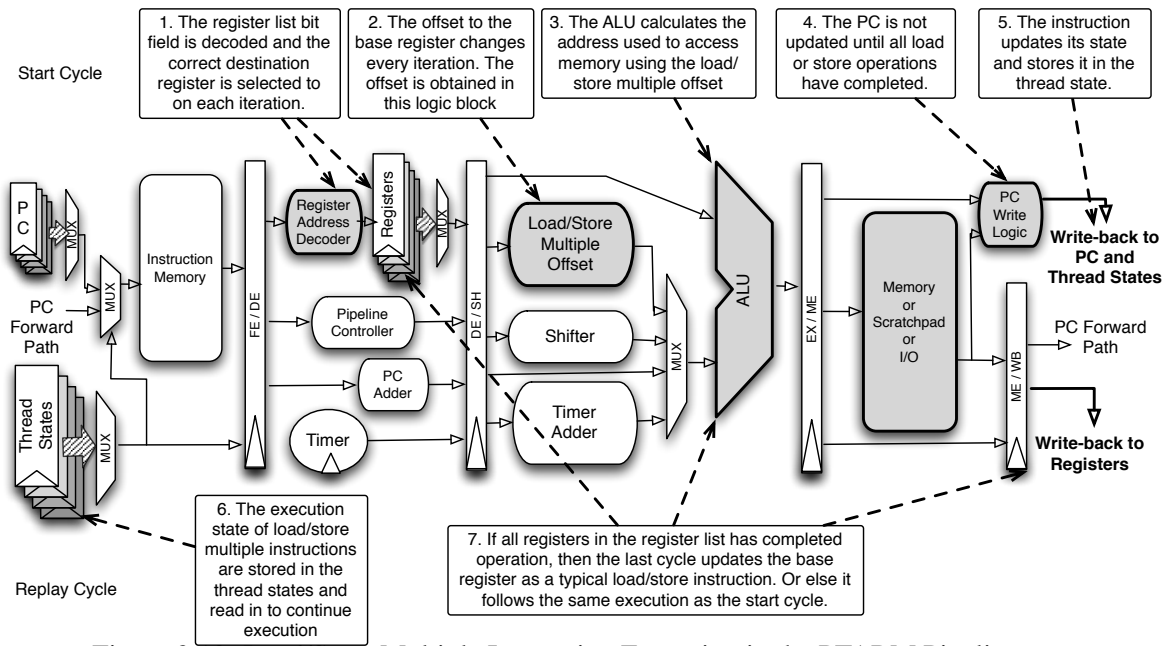 1. The register list bit
field is decoded and the
correct destination
register is selected to
on each iteration.
2. The offset to the
base register changes
every iteration. The
offset is obtained in
this logic block
3. The ALU calculates the
address used to access
memory using the load/
store multiple offset
4. The PC is not
updated until all load
or store operations
have completed.
5. The instruction
updates its state
and stores it in the
thread state.
Start Cycle
PC
MUX
MUX
PC
Forward
Path
Instruction
Memory
Thread
States
MUX
FE / DE
Register
Address
Decoder
Registers
MUX
Pipeline
Controller
PC
Adder
Timer
DE / SH
Load/Store
Multiple
Offset
Shifter
Timer
Adder
MUX
ALU
EX / ME
Memory
or
Scratchpad
or
I/O
PC
Write
Logic
Write-back to
PC and
Thread States
ME / WB
PC Forward
Path
Write-back to
Registers
6. The execution
state of load/store
multiple instructions
are stored in the
thread states and
read in to continue
execution
7. If all registers in the register list has completed
operation, then the last cycle updates the base
register as a typical load/store instruction. Or else it
follows the same execution as the start cycle.
Replay Cycle